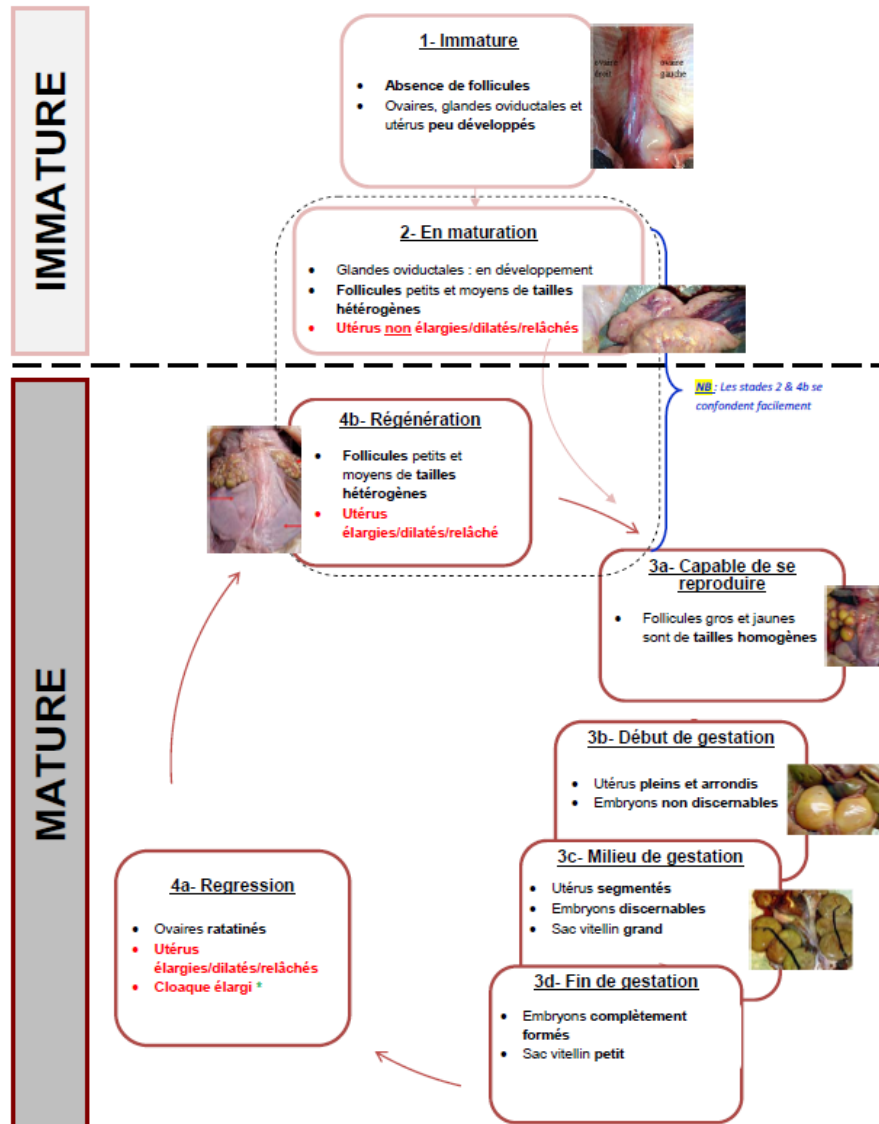 IMMATURE
1- Immature
• Absence de follicules
• Ovaires, glandes oviductales et
utérus peu développés
ovaire
droit
ovaire
gauche
2- En maturation
• Glandes oviductales : en développement
• Follicules petits et moyens de tailles
hétérogènes
• Utérus non élargies/dilatés/relâchés
NB : Les stades 2 & 4b se
confondent facilement
MATURE
4b- Régénération
• Follicules petits et
moyens de tailles
hétérogènes
• Utérus
élargies/dilatés/relâché
3a- Capable de se
reproduire
• Follicules gros et jaunes
sont de tailles homogènes
3b- Début de gestation
• Utérus pleins et arrondis
• Embryons non discernables
3c- Milieu de gestation
• Utérus segmentés
• Embryons discernables
• Sac vitellin grand
3d- Fin de gestation
• Embryons complètement
formés
• Sac vitellin petit
4a- Regression
• Ovaires ratatinés
• Utérus
élargies/dilatés/relâchés
• Cloaque élargi *